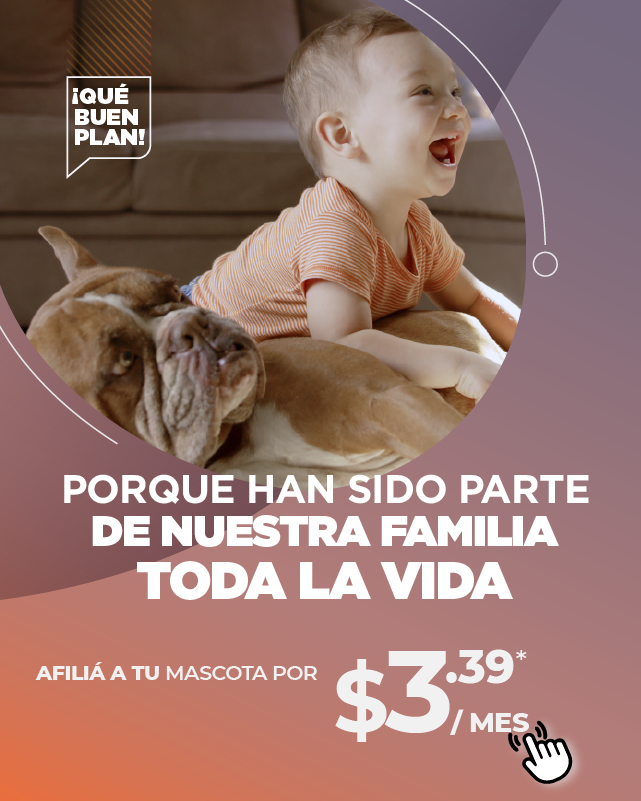 ¡QUÉ
BUEN
PLAN!
PORQUE HAN SIDO PARTE
DE NUESTRA FAMILIA
TODA LA VIDA
AFILIÁ A TU MASCOTA POR
$3.39*
/ MES